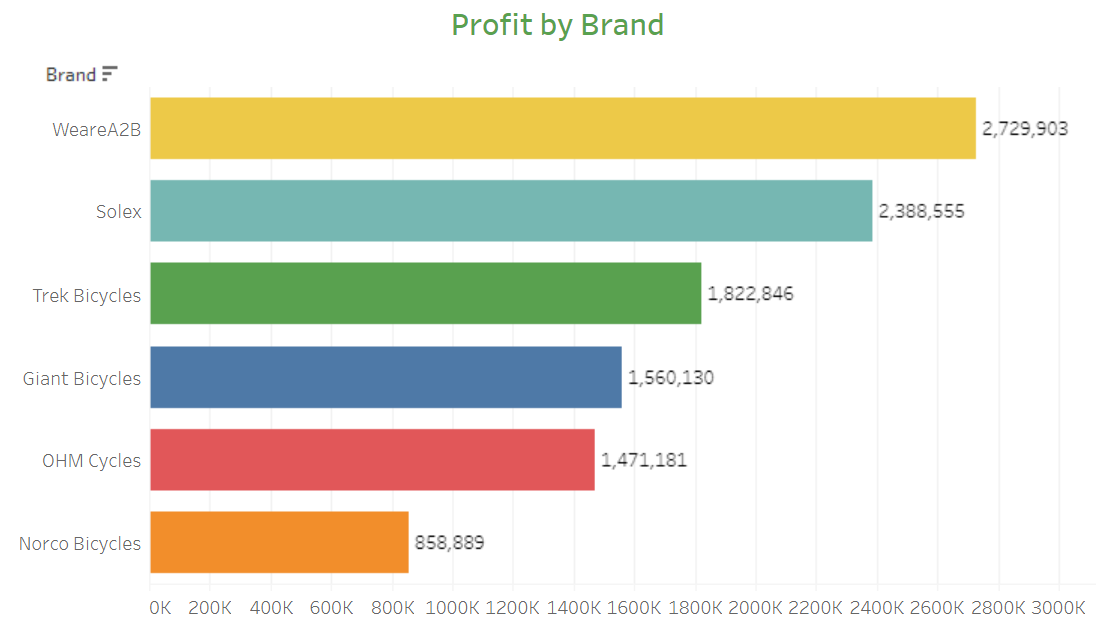 Profit by Brand
Brand
WeareA2B 2,729,903
Solex 2,388,555
Trek Bicycles 1,822,846
Giant Bicycles 1,560,130
OHM Cycles 1,471,181
Norco Bicycles 858,889
0K 200K 400K 600K 800K 1000K 1200K 1400K 1600K 1800K 2000K 2200K 2400K 2600K 2800K 3000K